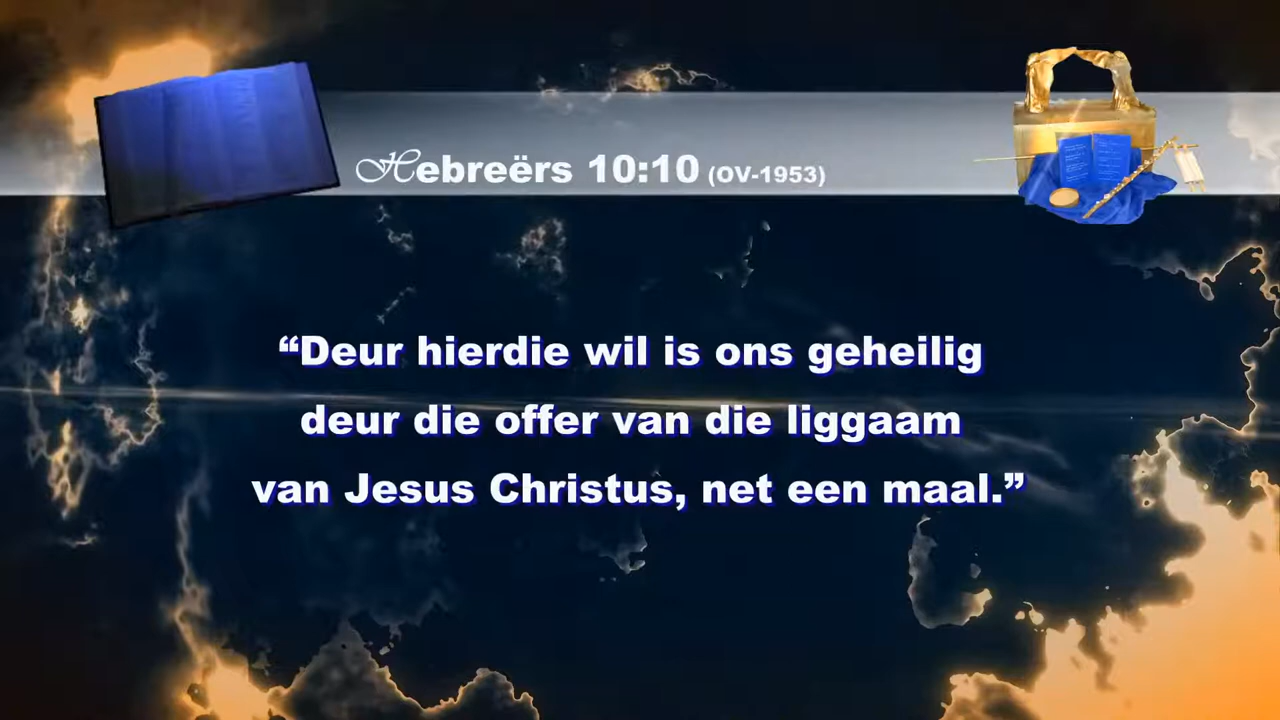 Hebreërs 10:10 (OV-1953)
“Deur hierdie wil is ons geheilig
deur die offer van die liggaam
van Jesus Christus, net een maal.”